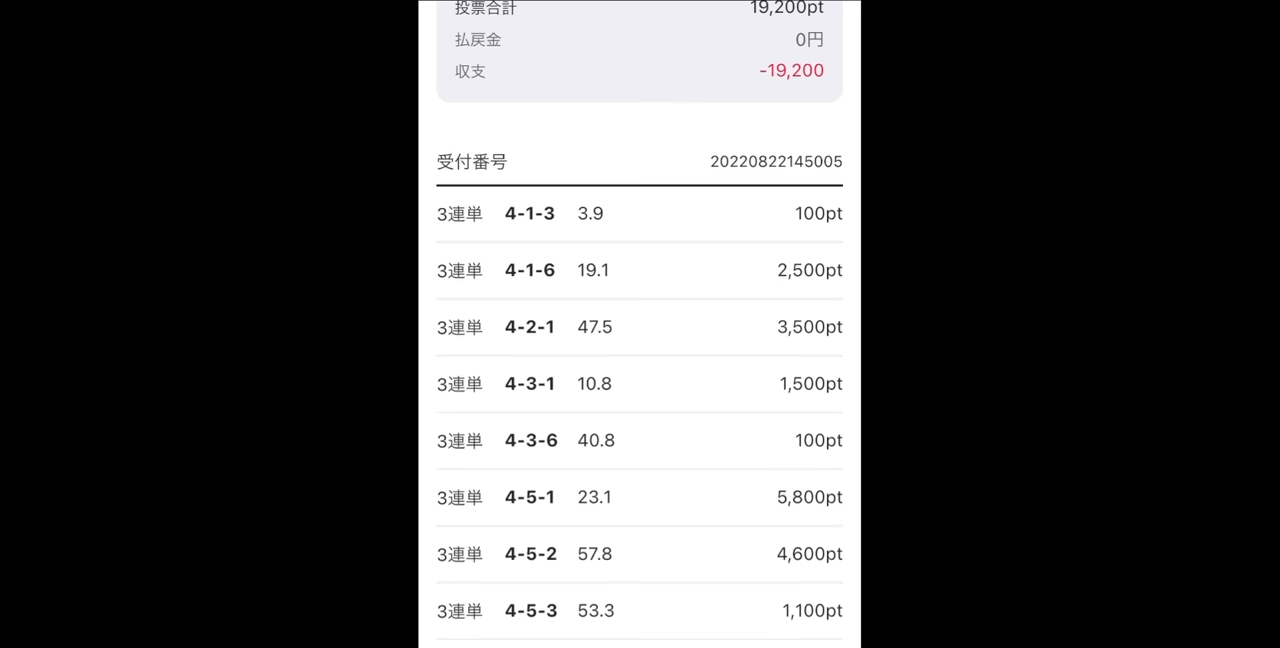 投票合計 19,200pt
払戻金 0円
収支 -19,200
受付番号 20220822145005
3連単 4-1-3 3.9 100pt
3連単 4-1-6 19.1 2,500pt
3連単 4-2-1 47.5 3,500pt
3連単 4-3-1 10.8 1,500pt
3連単 4-3-6 40.8 100pt
3連単 4-5-1 23.1 5,800pt
3連単 4-5-2 57.8 4,600pt
3連単 4-5-3 53.3 1,100pt